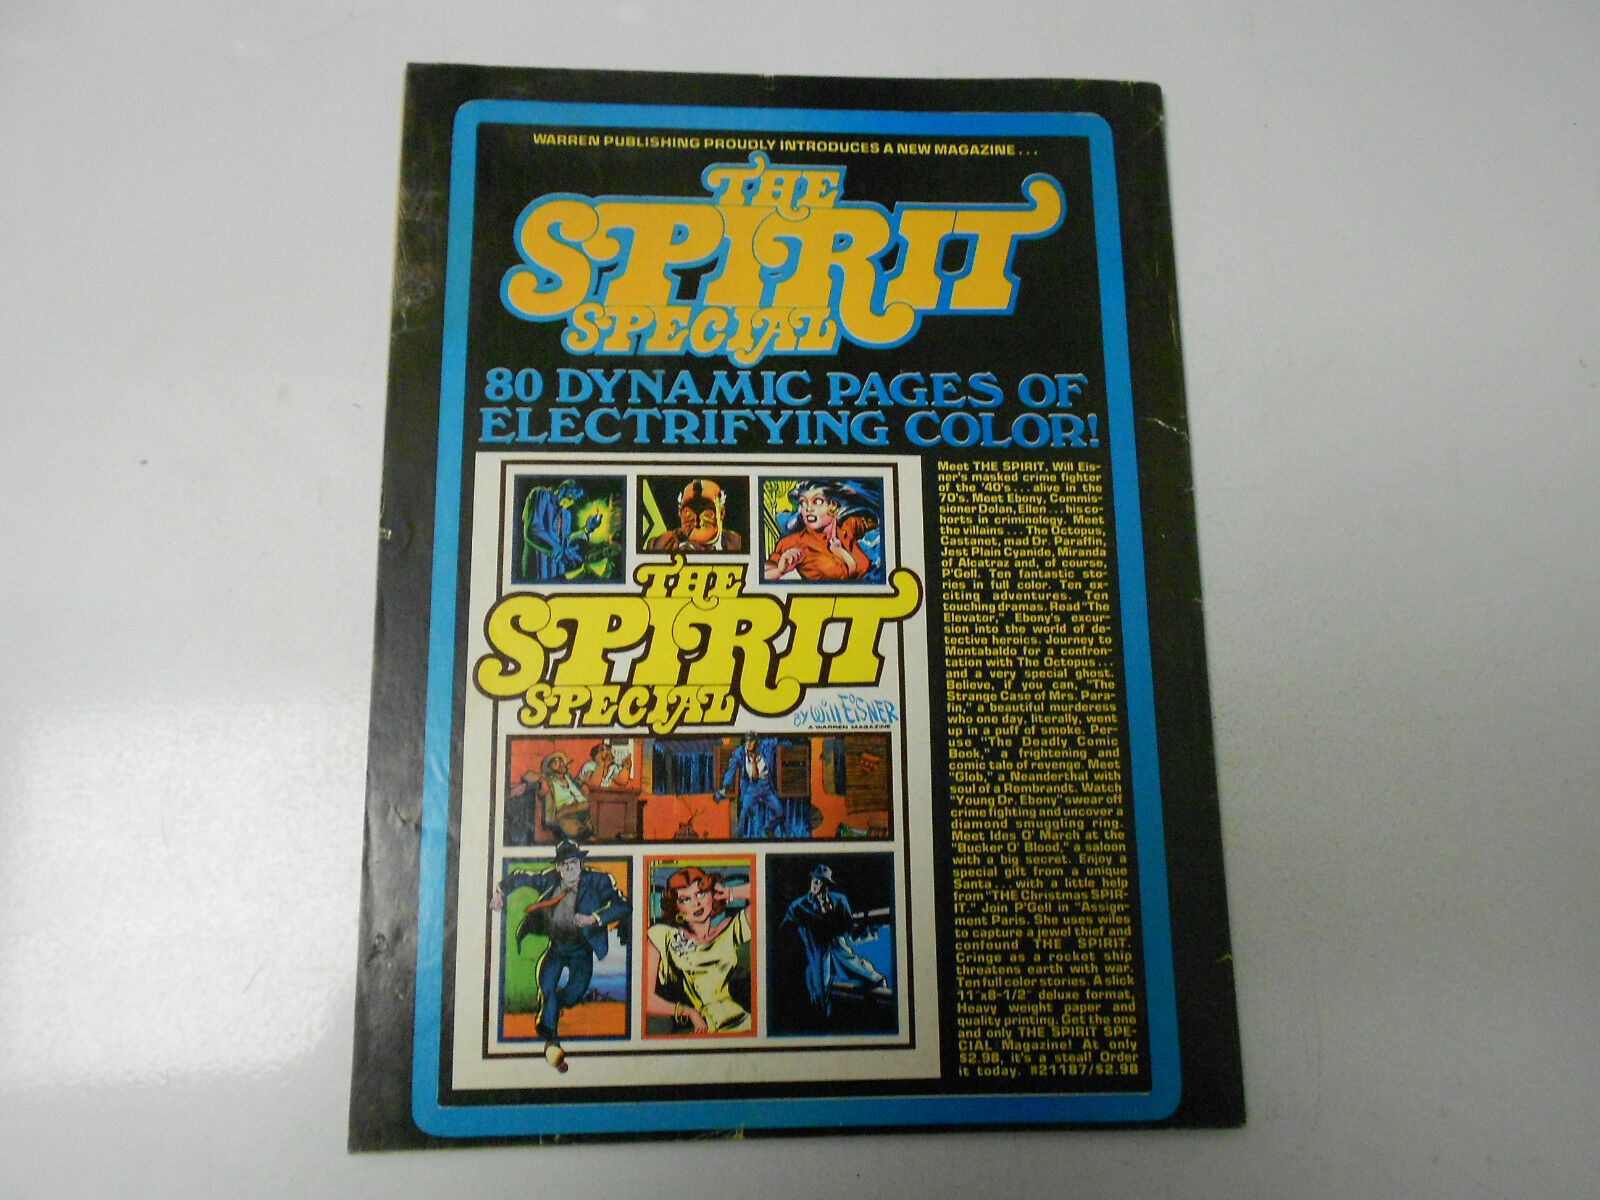 WARREN PUBLISHING PROUDLY INTRODUCES A NEW MAGAZINE...
THE
SPIRIT
SPECIAL
80 DYNAMIC PAGES OF
ELECTRIFYING COLOR!
THE
SPIRIT
SPECIAL
BY Will EISNER
A WARREN MAGAZINE
Meet THE SPIRIT, Will Eis-
ner's masked crime fighter
of the '40's... alive in the
70's. Meet Ebony, Commis-
sioner Dolan, Ellen... his co-
horts in criminology. Meet
the villains... The Octopus,
Castanet, mad Dr. Paraffin,
Jest Plain Cyanide, Miranda
of Alcatraz and, of course,
P'Gell. Ten fantastic sto-
ries in full color. Ten ex-
citing adventures. Ten
touching dramas. Read "The
Elevator," Ebony's excur-
sion into the world of de-
tective heroics. Journey to
Montabaldo for a confron-
tation with The Octopus...
and a very special ghost.
Believe, if you can, "The
Strange Case of Mrs. Para-
fin," a beautiful murderess
who one day, literally, went
up in a puff of smoke. Per-
use "The Deadly Comic
Book," a frightening and
comic tale of revenge. Meet
"Glob," a Neanderthal with
soul of a Rembrandt. Watch
"Young Dr. Ebony" swear off
crime fighting and uncover a
diamond smuggling ring.
Meet Ides O' March at the
"Bucker O' Blood," a saloon
with a big secret. Enjoy a
special gift from a unique
Santa... with a little help
from "THE Christmas SPIR-
IT." Join P'Gell in "Assign-
ment Paris. She uses wiles
to capture a jewel thief and
confound THE SPIRIT.
Cringe as a rocket ship
threatens earth with war.
Ten full color stories. A slick
11"x8-1/2" deluxe format,
Heavy weight paper and
quality printing. Get the one
and only THE SPIRIT SPE-
CIAL Magazine! At only
$2.98, it's a steal! Order
it today. #21187/$2.98